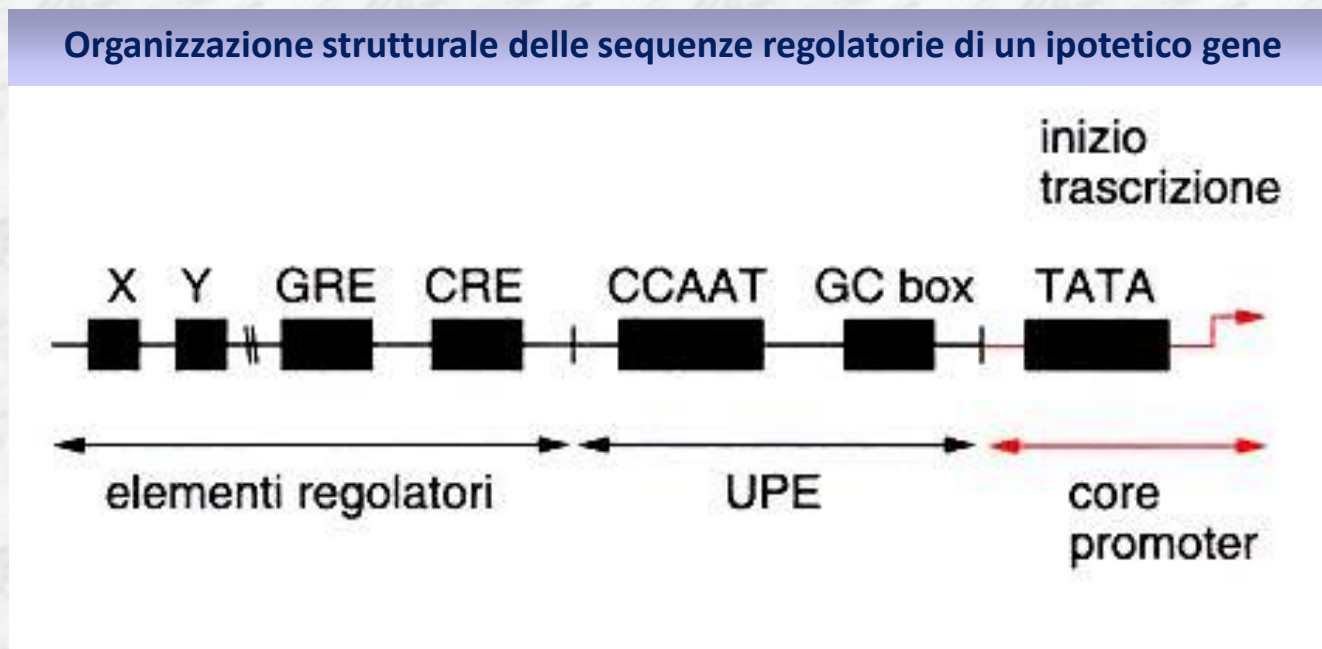 Organizzazione strutturale delle sequenze regolatorie di un ipotetico gene
inizio
trascrizione
X Y GRE CRE CCAAT GC box TATA
elementi regolatori UPE core
promoter